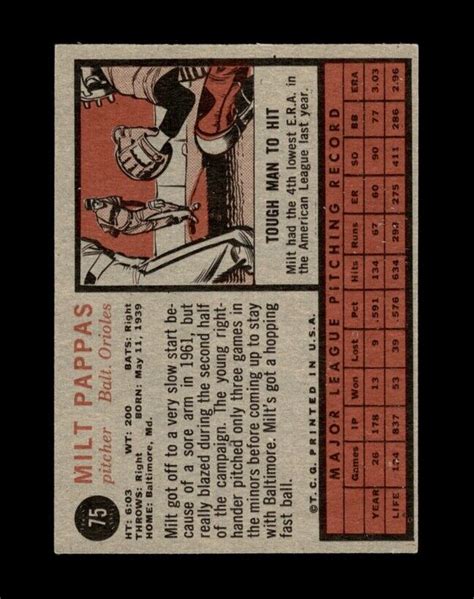 75
MILT PAPPAS
pitcher Balt. Orioles
HT: 6:03 WT: 200 BATS: Right
THROWS: Right BORN: May 11, 1939
HOME: Baltimore, Md.
Milt got off to a very slow start be-
cause of a sore arm in 1961, but
really blazed during the second half
of the campaign. The young right-
hander pitched only three games in
the minors before coming up to stay
with Baltimore. Milt's got a hopping
fast ball.
TOUGH MAN TO HIT
Milt had the 4th lowest E.R.A. in
the American League last year.
© T.C.G. PRINTED IN U.S.A.
MAJOR LEAGUE PITCHING RECORD
Games IP Won Lost Pct Hits Runs ER SO BB ERA
YEAR 26 178 13 9 .591 134 67 60 90 77 3.03
LIFE 837 53 39 .576 634 293 275 411 286 2.96